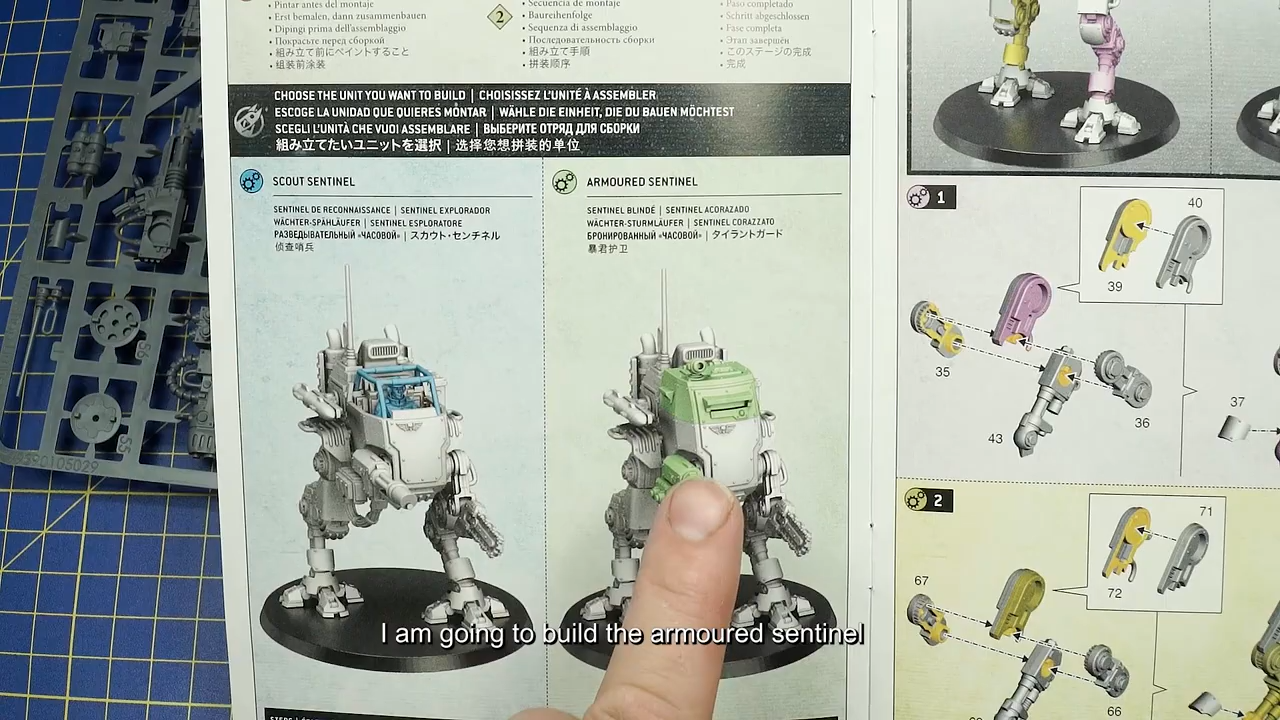 • Pintar antes del montaje
• Erst bemalen, dann zusammenbauen
• Dipingi prima dell'assemblaggio
• Покрасьте перед сборкой
• 組み立て前にペイントすること
• 组装前涂装
2
• Secuencia de montaje
• Baureihenfolge
• Sequenza di assemblaggio
• Последовательность сборки
• 組み立て手順
• 拼装顺序
• Paso completado
• Schritt abgeschlossen
• Fase completa
• Этап завершён
• このステージの完成
• 完成
CHOOSE THE UNIT YOU WANT TO BUILD | CHOISISSEZ L'UNITÉ À ASSEMBLER
ESCOGE LA UNIDAD QUE QUIERES MONTAR | WÄHLE DIE EINHEIT, DIE DU BAUEN MÖCHTEST
SCEGLI L'UNITÀ CHE VUOI ASSEMBLARE | ВЫБЕРИТЕ ОТРЯД ДЛЯ СБОРКИ
組み立てたいユニットを選択 | 选择您想拼装的单位
SCOUT SENTINEL
SENTINEL DE RECONNAISSANCE | SENTINEL EXPLORADOR
WÄCHTER-SPÄHLÄUFER | SENTINEL ESPLORATORE
РАЗВЕДЫВАТЕЛЬНЫЙ «ЧАСОВОЙ» | スカウト・センチネル
侦查哨兵
ARMOURED SENTINEL
SENTINEL BLINDÉ | SENTINEL ACORAZADO
WÄCHTER-STURMLÄUFER | SENTINEL CORAZZATO
БРОНИРОВАННЫЙ «ЧАСОВОЙ» | タイラントガード
暴君护卫
1
40
39
35
43
36
37
2
71
72
67
66
56
55
I am going to build the armoured sentinel